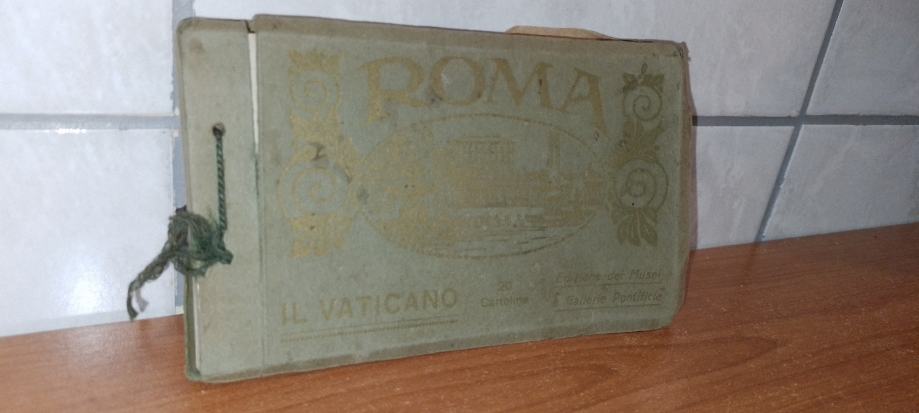 ROMA
IL VATICANO
20
Cartoline
Edizione dei Musei
e Gallerie Pontificie